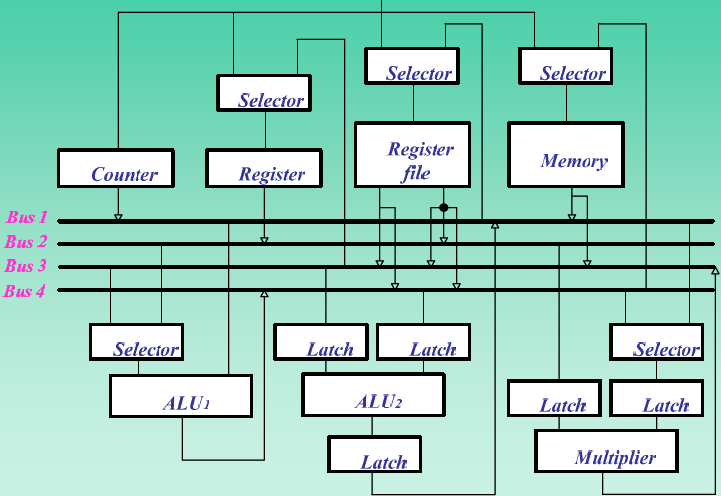 Selector
Selector
Selector
Counter
Register
Register
file
Memory
Bus 1
Bus 2
Bus 3
Bus 4
Selector
Latch
Latch
Selector
ALU1
ALU2
Latch
Latch
Latch
Multiplier